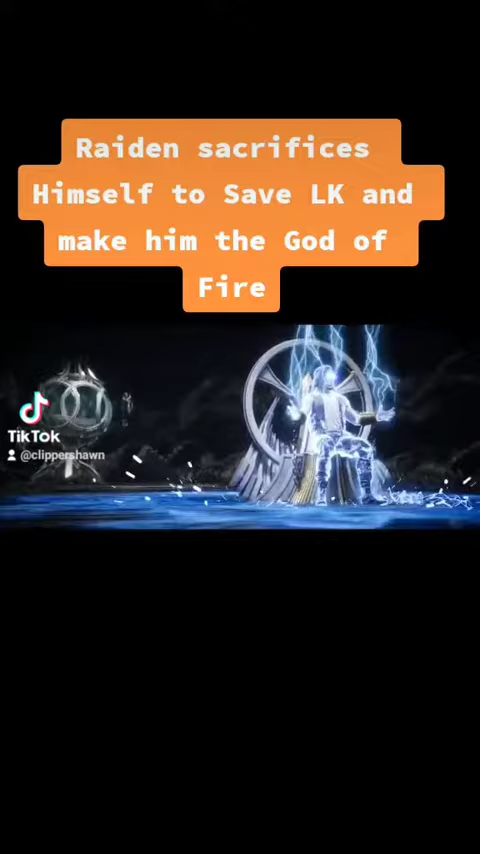 Raiden sacrifices
Himself to Save LK and
make him the God of
Fire
TikTok
@clippershawn